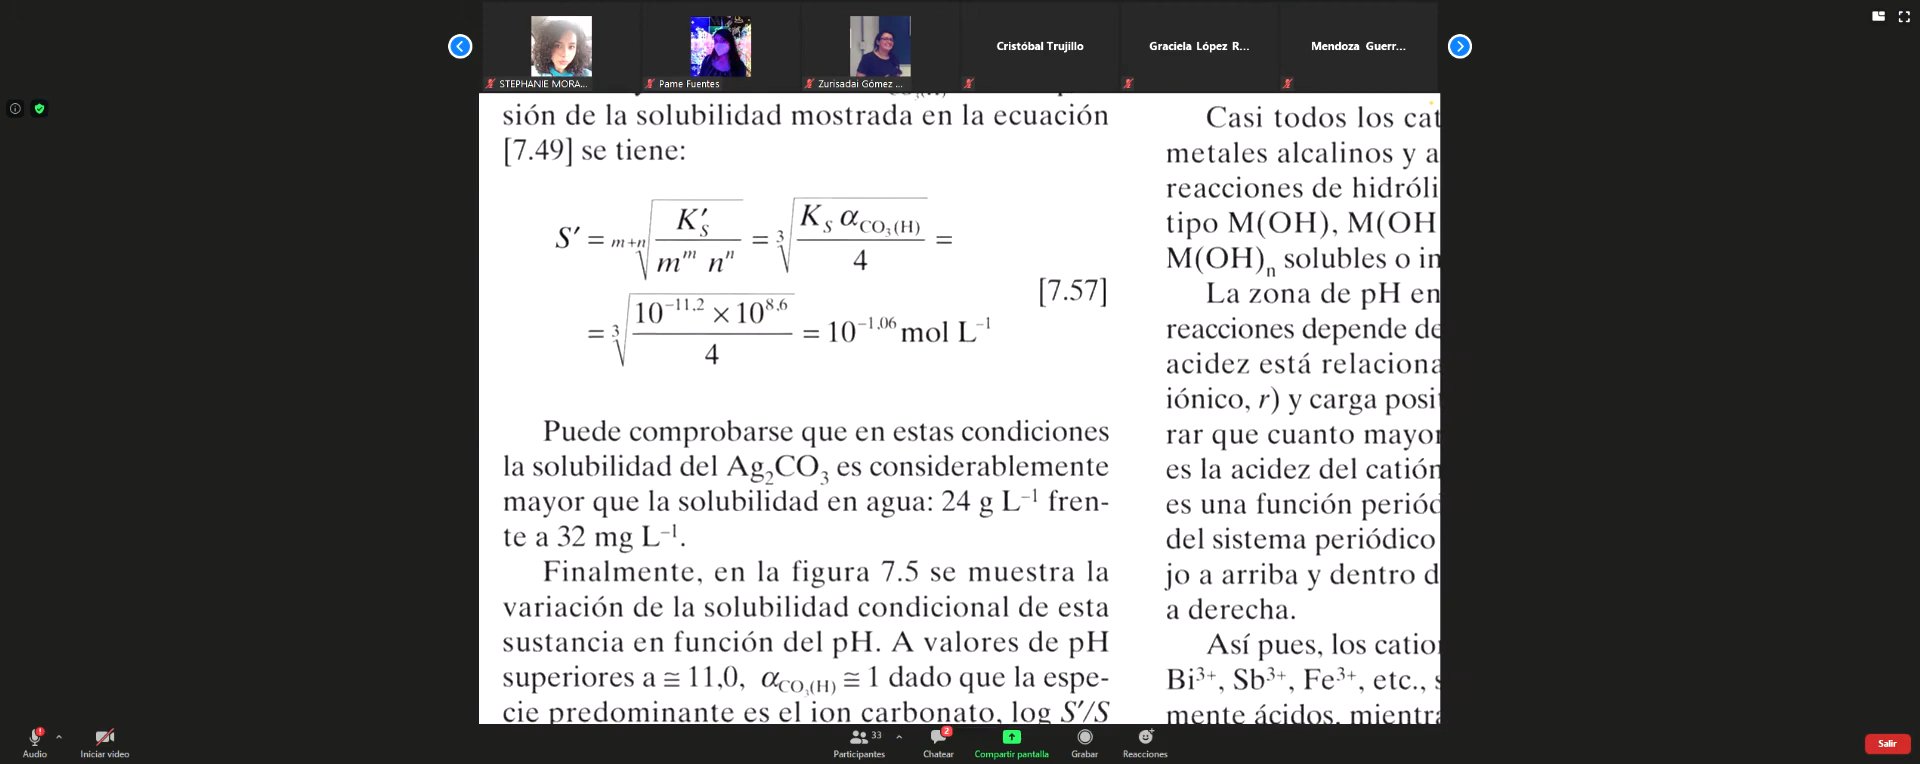 STEPHANIE MORA...
Pame Fuentes
Zurisadai Gómez ...
Cristóbal Trujillo
Graciela López R...
Mendoza Guerr...
sión de la solubilidad mostrada en la ecuación
[7.49] se tiene:
S′ = ᵐ⁺ⁿ√(K′S / mᵐ nⁿ) = ³√(KS αCO₃(H) / 4) =
= ³√(10⁻¹¹,² × 10⁸,⁶ / 4) = 10⁻¹,⁰⁶ mol L⁻¹
[7.57]
Puede comprobarse que en estas condiciones
la solubilidad del Ag₂CO₃ es considerablemente
mayor que la solubilidad en agua: 24 g L⁻¹ fren-
te a 32 mg L⁻¹.
Finalmente, en la figura 7.5 se muestra la
variación de la solubilidad condicional de esta
sustancia en función del pH. A valores de pH
superiores a ≅ 11,0, αCO₃(H) ≅ 1 dado que la espe-
cie predominante es el ion carbonato, log S′/S
Casi todos los cat
metales alcalinos y a
reacciones de hidróli
tipo M(OH), M(OH
M(OH)ₙ solubles o in
La zona de pH en
reacciones depende de
acidez está relaciona
iónico, r) y carga posit
rar que cuanto mayor
es la acidez del catión
es una función periód
del sistema periódico
jo a arriba y dentro d
a derecha.
Así pues, los cation
Bi³⁺, Sb³⁺, Fe³⁺, etc., s
mente ácidos, mientra
Audio
Iniciar video
33
Participantes
2
Chatear
Compartir pantalla
Grabar
Reacciones
Salir